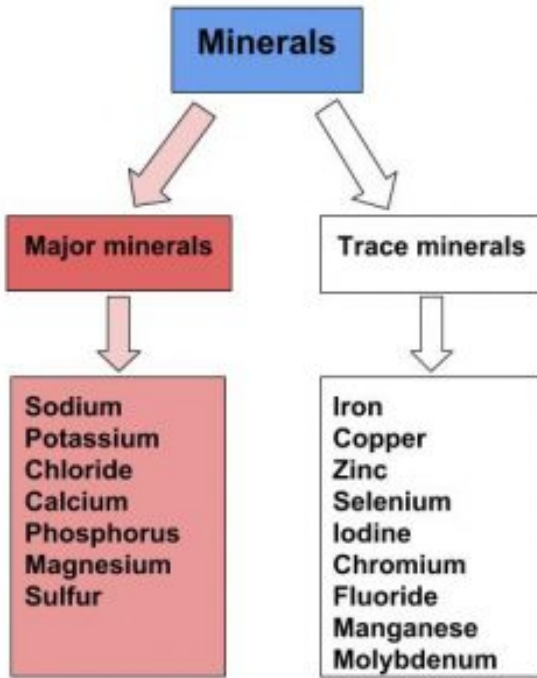 Minerals
Major minerals
Trace minerals
Sodium
Potassium
Chloride
Calcium
Phosphorus
Magnesium
Sulfur
Iron
Copper
Zinc
Selenium
Iodine
Chromium
Fluoride
Manganese
Molybdenum